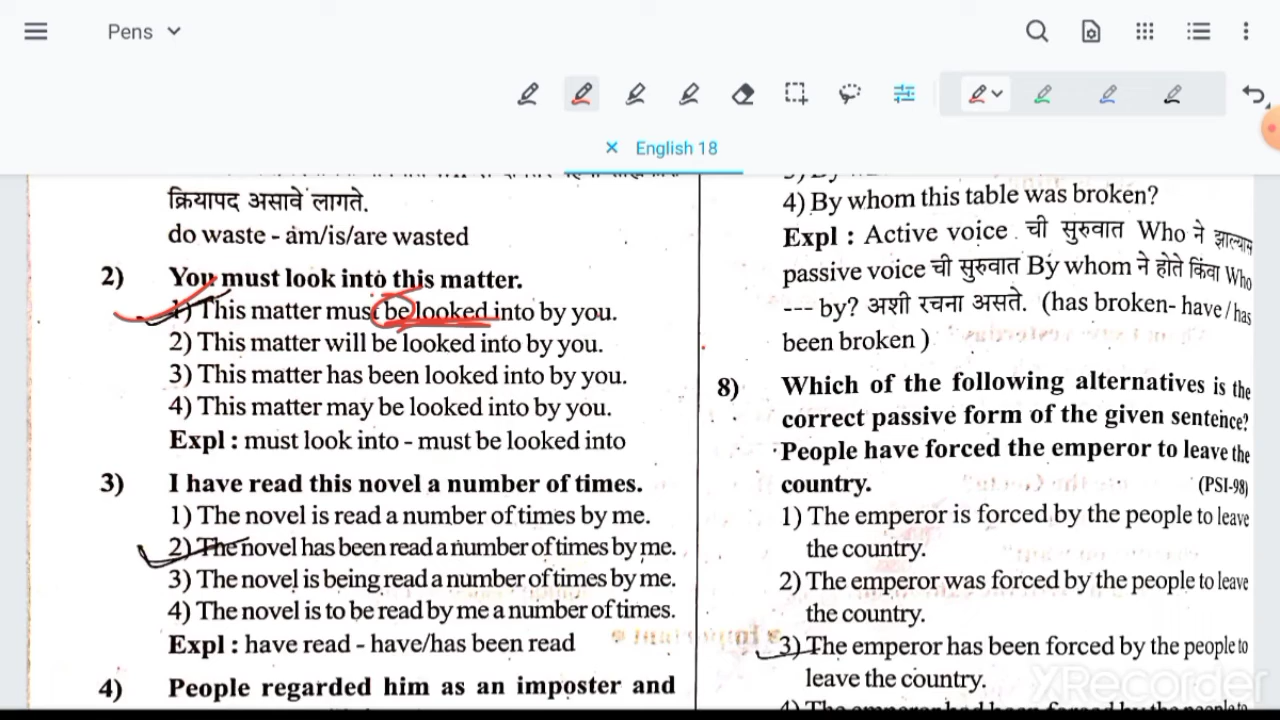 Pens
English 18
क्रियापद असावे लागते.
do waste - am/is/are wasted
2) You must look into this matter.
1) This matter must be looked into by you.
2) This matter will be looked into by you.
3) This matter has been looked into by you.
4) This matter may be looked into by you.
Expl : must look into - must be looked into
3) I have read this novel a number of times.
1) The novel is read a number of times by me.
2) The novel has been read a number of times by me.
3) The novel is being read a number of times by me.
4) The novel is to be read by me a number of times.
Expl : have read - have/has been read
4) People regarded him as an imposter and
4) By whom this table was broken?
Expl : Active voice ची सुरुवात Who ने झाल्यास
passive voice ची सुरुवात By whom ने होते किंवा Who
--- by? अशी रचना असते. (has broken- have/has
been broken )
8) Which of the following alternatives is the
correct passive form of the given sentence?
People have forced the emperor to leave the
country. (PSI-98)
1) The emperor is forced by the people to leave
the country.
2) The emperor was forced by the people to leave
the country.
3) The emperor has been forced by the people to
leave the country.
XRecorder